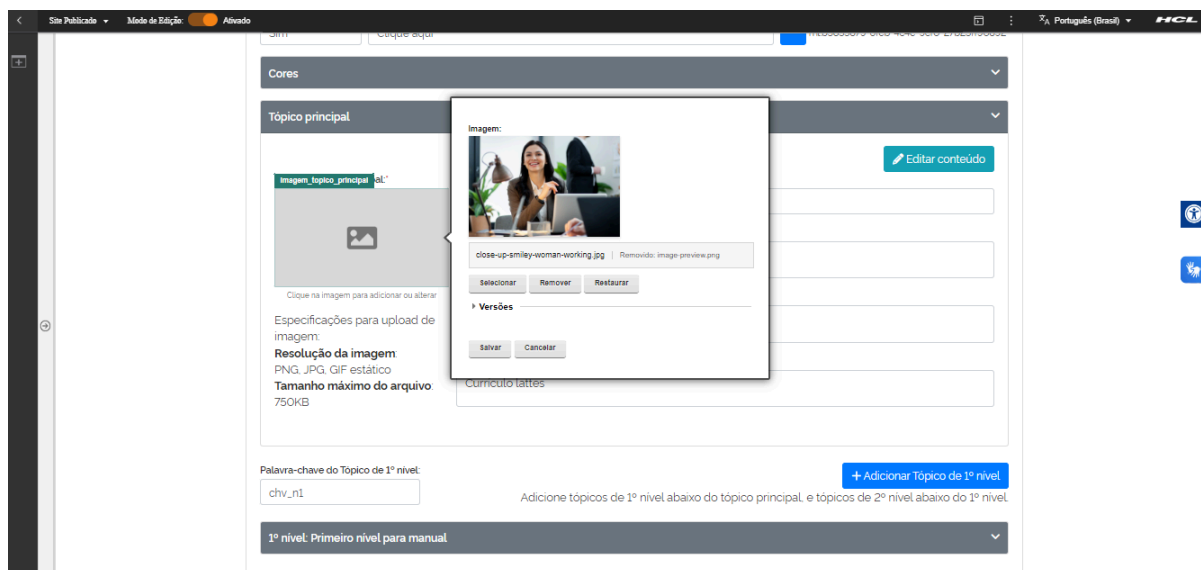 Site Publicado
Modo de Edição:
Ativado
Português (Brasil)
HCL
Sim
Clique aqui
Cores
Tópico principal
Editar conteúdo
imagem_topico_principal
al:*
Clique na imagem para adicionar ou alterar
Especificações para upload de
imagem:
Resolução da imagem:
PNG, JPG, GIF estático
Tamanho máximo do arquivo:
750KB
Imagem:
close-up-smiley-woman-working.jpg | Removido: image-preview.png
Selecionar
Remover
Restaurar
Versões
Salvar
Cancelar
Currículo lattes
Palavra-chave do Tópico de 1º nível:
chv_n1
+ Adicionar Tópico de 1º nível
Adicione tópicos de 1º nível abaixo do tópico principal, e tópicos de 2º nível abaixo do 1º nível.
1º nível: Primeiro nível para manual